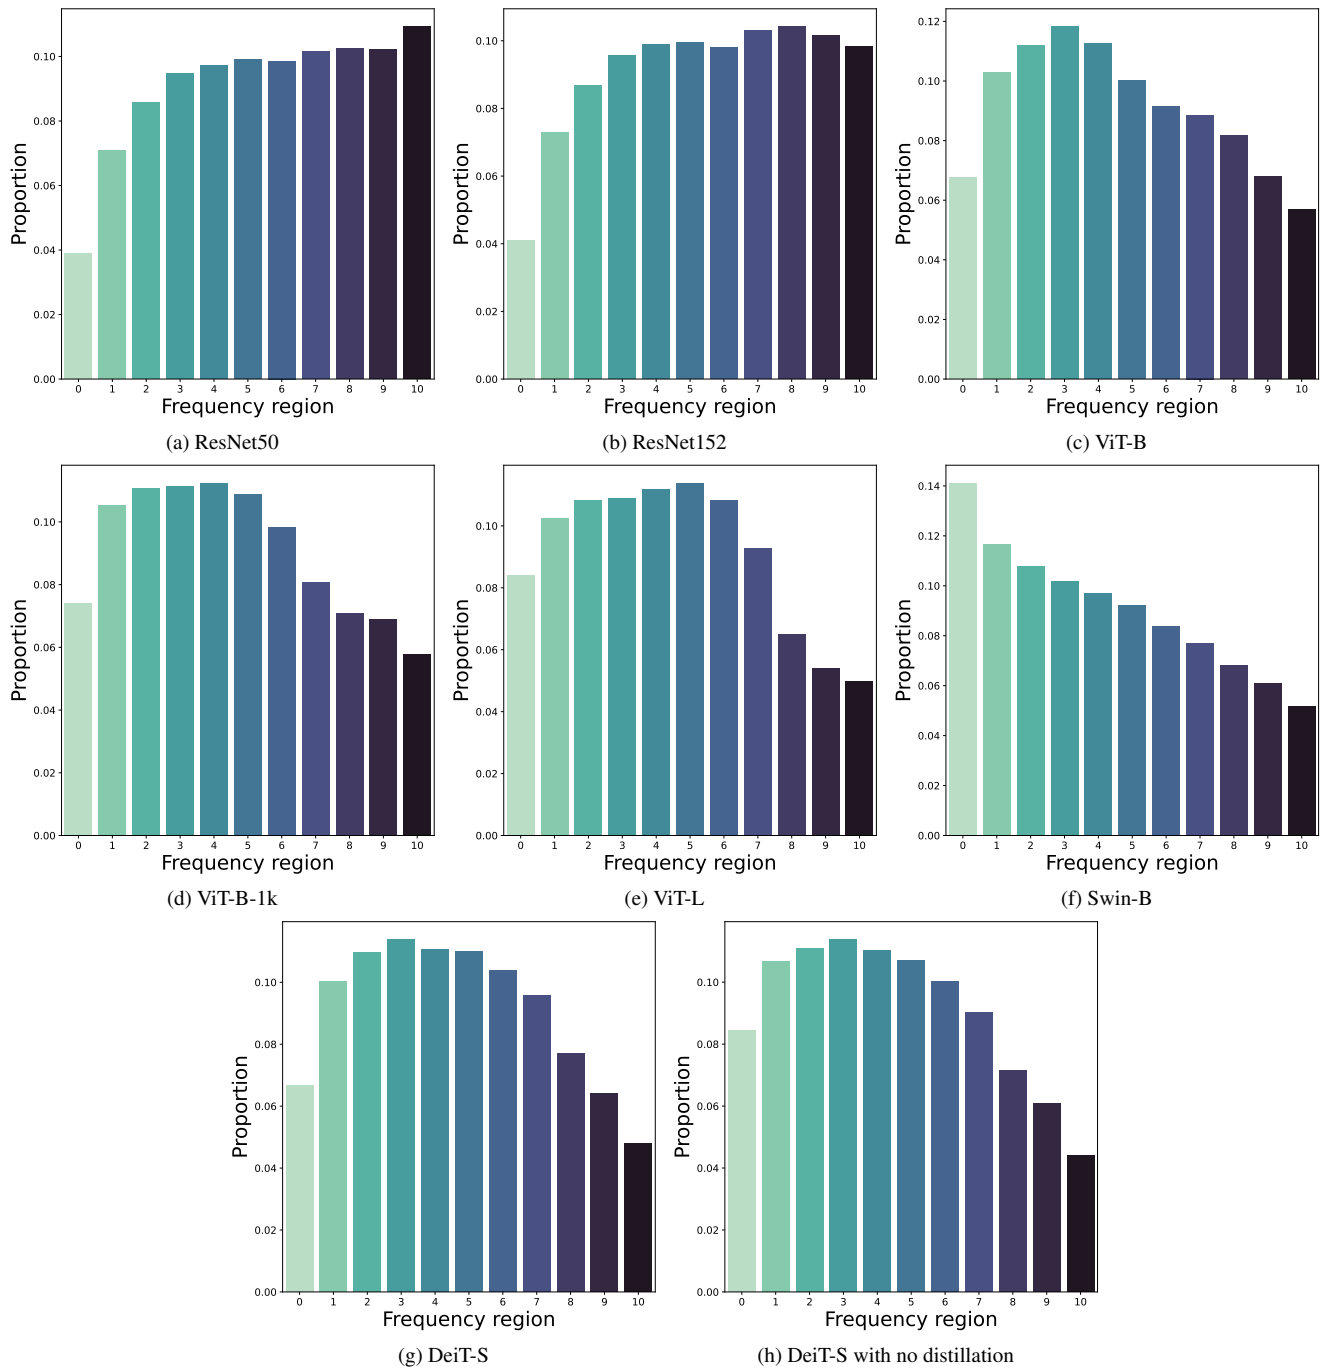 0.10
0.08
0.06
0.04
0.02
0.00
Proportion
0 1 2 3 4 5 6 7 8 9 10
Frequency region
(a) ResNet50
0.10
0.08
0.06
0.04
0.02
0.00
Proportion
0 1 2 3 4 5 6 7 8 9 10
Frequency region
(b) ResNet152
0.12
0.10
0.08
0.06
0.04
0.02
0.00
Proportion
0 1 2 3 4 5 6 7 8 9 10
Frequency region
(c) ViT-B
0.10
0.08
0.06
0.04
0.02
0.00
Proportion
0 1 2 3 4 5 6 7 8 9 10
Frequency region
(d) ViT-B-1k
0.10
0.08
0.06
0.04
0.02
0.00
Proportion
0 1 2 3 4 5 6 7 8 9 10
Frequency region
(e) ViT-L
0.14
0.12
0.10
0.08
0.06
0.04
0.02
0.00
Proportion
0 1 2 3 4 5 6 7 8 9 10
Frequency region
(f) Swin-B
0.10
0.08
0.06
0.04
0.02
0.00
Proportion
0 1 2 3 4 5 6 7 8 9 10
Frequency region
(g) DeiT-S
0.10
0.08
0.06
0.04
0.02
0.00
Proportion
0 1 2 3 4 5 6 7 8 9 10
Frequency region
(h) DeiT-S with no distillation